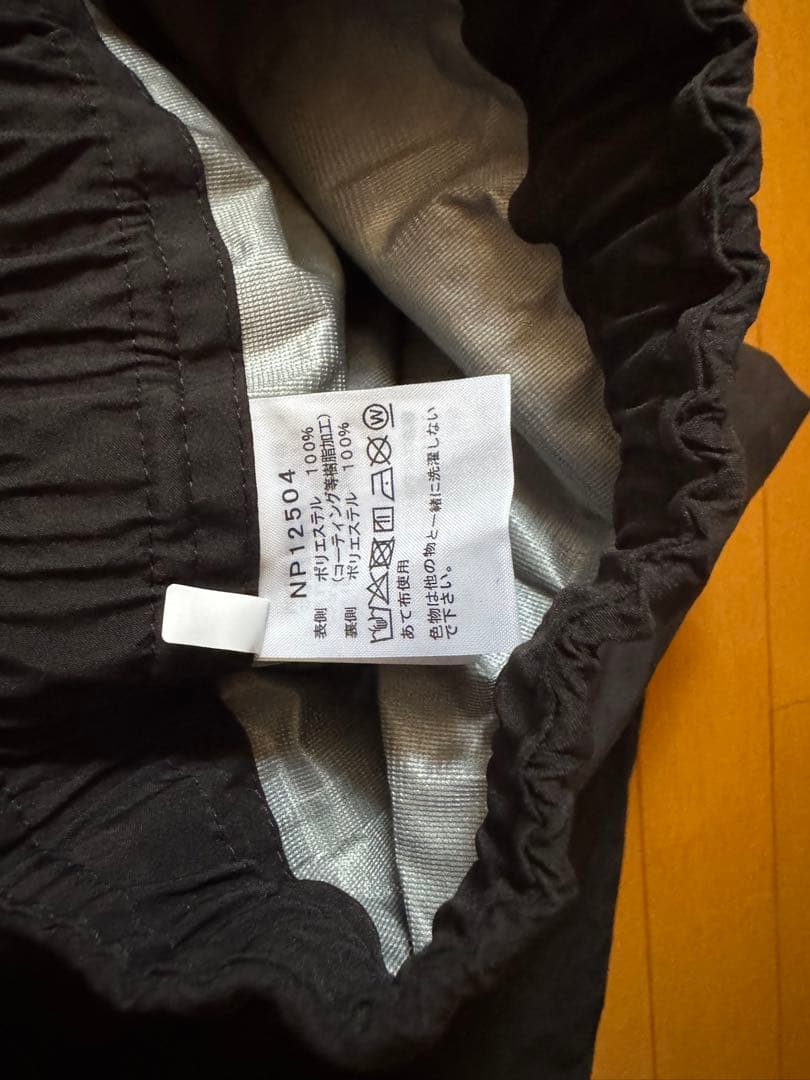 NP12504
表側 ポリエステル 100%
(コーティング等樹脂加工)
裏側 ポリエステル 100%
W
あて布使用
色物は他の物と一緒に洗濯しない
で下さい。